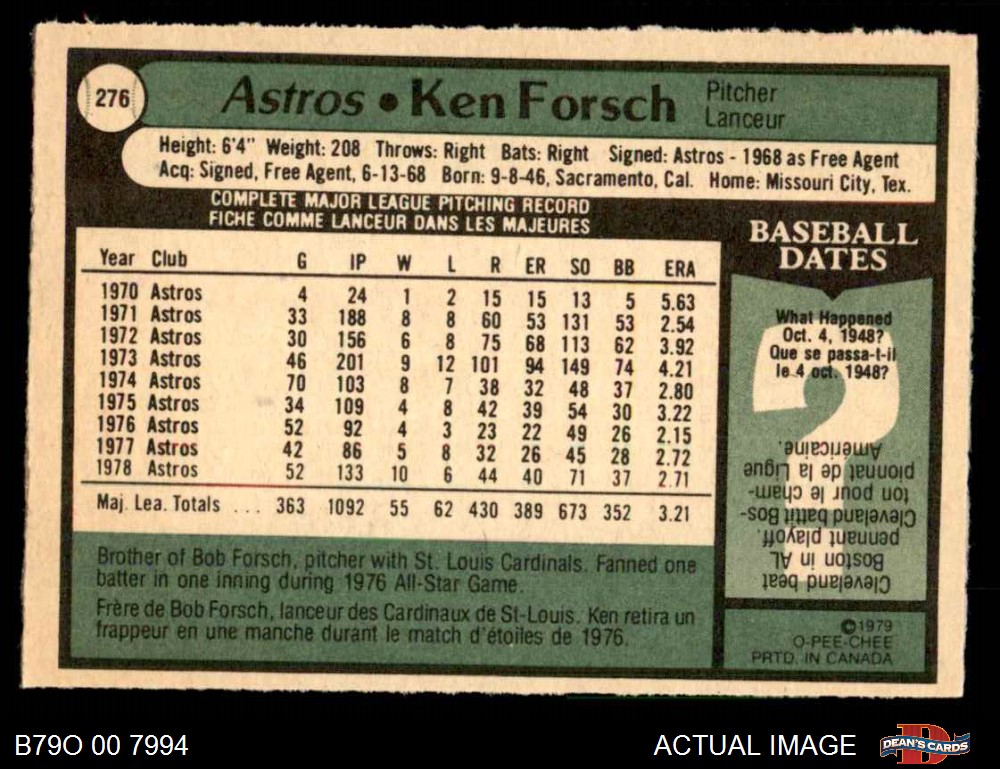 276
Astros • Ken Forsch
Pitcher
Lanceur
Height: 6'4" Weight: 208 Throws: Right Bats: Right Signed: Astros - 1968 as Free Agent
Acq: Signed, Free Agent, 6-13-68 Born: 9-8-46, Sacramento, Cal. Home: Missouri City, Tex.
COMPLETE MAJOR LEAGUE PITCHING RECORD
FICHE COMME LANCEUR DANS LES MAJEURES
Year Club G IP W L R ER SO BB ERA
1970 Astros 4 24 1 2 15 15 13 5 5.63
1971 Astros 33 188 8 8 60 53 131 53 2.54
1972 Astros 30 156 6 8 75 68 113 62 3.92
1973 Astros 46 201 9 12 101 94 149 74 4.21
1974 Astros 70 103 8 7 38 32 48 37 2.80
1975 Astros 34 109 4 8 42 39 54 30 3.22
1976 Astros 52 92 4 3 23 22 49 26 2.15
1977 Astros 42 86 5 8 32 26 45 28 2.72
1978 Astros 52 133 10 6 44 40 71 37 2.71
Maj. Lea. Totals ... 363 1092 55 62 430 389 673 352 3.21
Brother of Bob Forsch, pitcher with St. Louis Cardinals. Fanned one
batter in one inning during 1976 All-Star Game.
Frère de Bob Forsch, lanceur des Cardinaux de St-Louis. Ken retira un
frappeur en une manche durant le match d'étoiles de 1976.
BASEBALL
DATES
What Happened
Oct. 4, 1948?
Que se passa-t-il
le 4 oct. 1948?
Cleveland beat
Boston in AL
pennant playoff.
Cleveland battit Bos-
ton pour le cham-
pionnat de la Ligue
Américaine.
©1979
O-PEE-CHEE
PRTD. IN CANADA
B79O 00 7994
ACTUAL IMAGE
DEAN'S CARDS